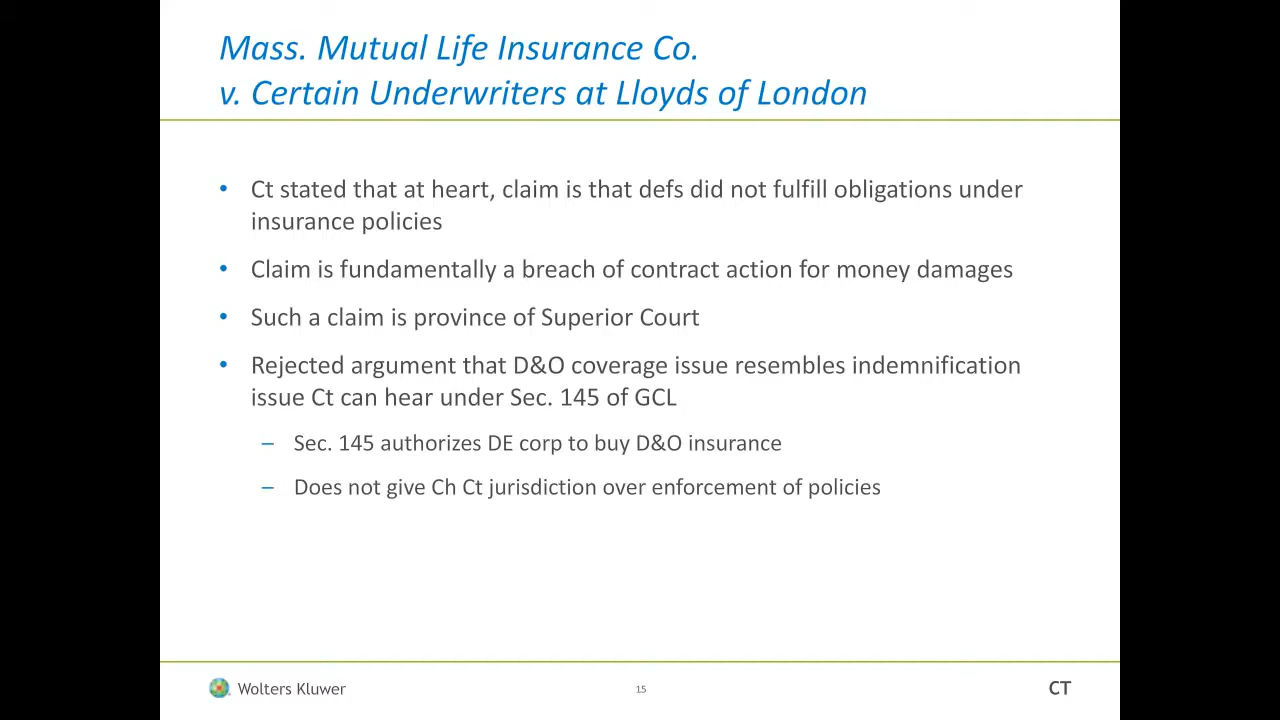 Mass. Mutual Life Insurance Co.
v. Certain Underwriters at Lloyds of London
• Ct stated that at heart, claim is that defs did not fulfill obligations under
insurance policies
• Claim is fundamentally a breach of contract action for money damages
• Such a claim is province of Superior Court
• Rejected argument that D&O coverage issue resembles indemnification
issue Ct can hear under Sec. 145 of GCL
– Sec. 145 authorizes DE corp to buy D&O insurance
– Does not give Ch Ct jurisdiction over enforcement of policies
Wolters Kluwer
15
CT